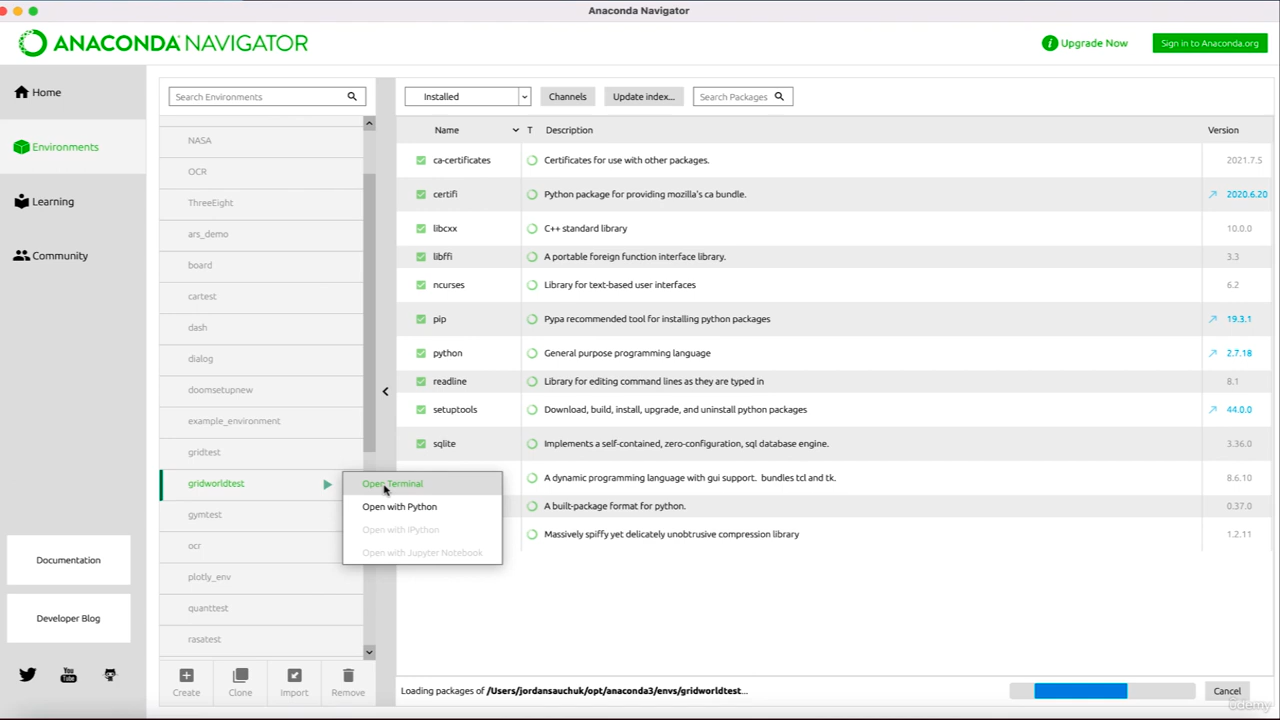 Anaconda Navigator
ANACONDA NAVIGATOR
Upgrade Now
Sign in to Anaconda.org
Home
Environments
Learning
Community
Documentation
Developer Blog
Search Environments
NASA
OCR
ThreeEight
ars_demo
board
cartest
dash
dialog
doomsetupnew
example_environment
gridtest
gridworldtest
gymtest
ocr
plotly_env
quanttest
rasatest
Create
Clone
Import
Remove
Open Terminal
Open with Python
Open with IPython
Open with Jupyter Notebook
Installed
Channels
Update index...
Search Packages
Name T Description Version
ca-certificates Certificates for use with other packages. 2021.7.5
certifi Python package for providing mozilla's ca bundle. 2020.6.20
libcxx C++ standard library 10.0.0
libffi A portable foreign function interface library. 3.3
ncurses Library for text-based user interfaces 6.2
pip Pypa recommended tool for installing python packages 19.3.1
python General purpose programming language 2.7.18
readline Library for editing command lines as they are typed in 8.1
setuptools Download, build, install, upgrade, and uninstall python packages 44.0.0
sqlite Implements a self-contained, zero-configuration, sql database engine. 3.36.0
A dynamic programming language with gui support. bundles tcl and tk. 8.6.10
A built-package format for python. 0.37.0
Massively spiffy yet delicately unobtrusive compression library 1.2.11
Loading packages of /Users/jordansauchuk/opt/anaconda3/envs/gridworldtest...
Cancel
udemy